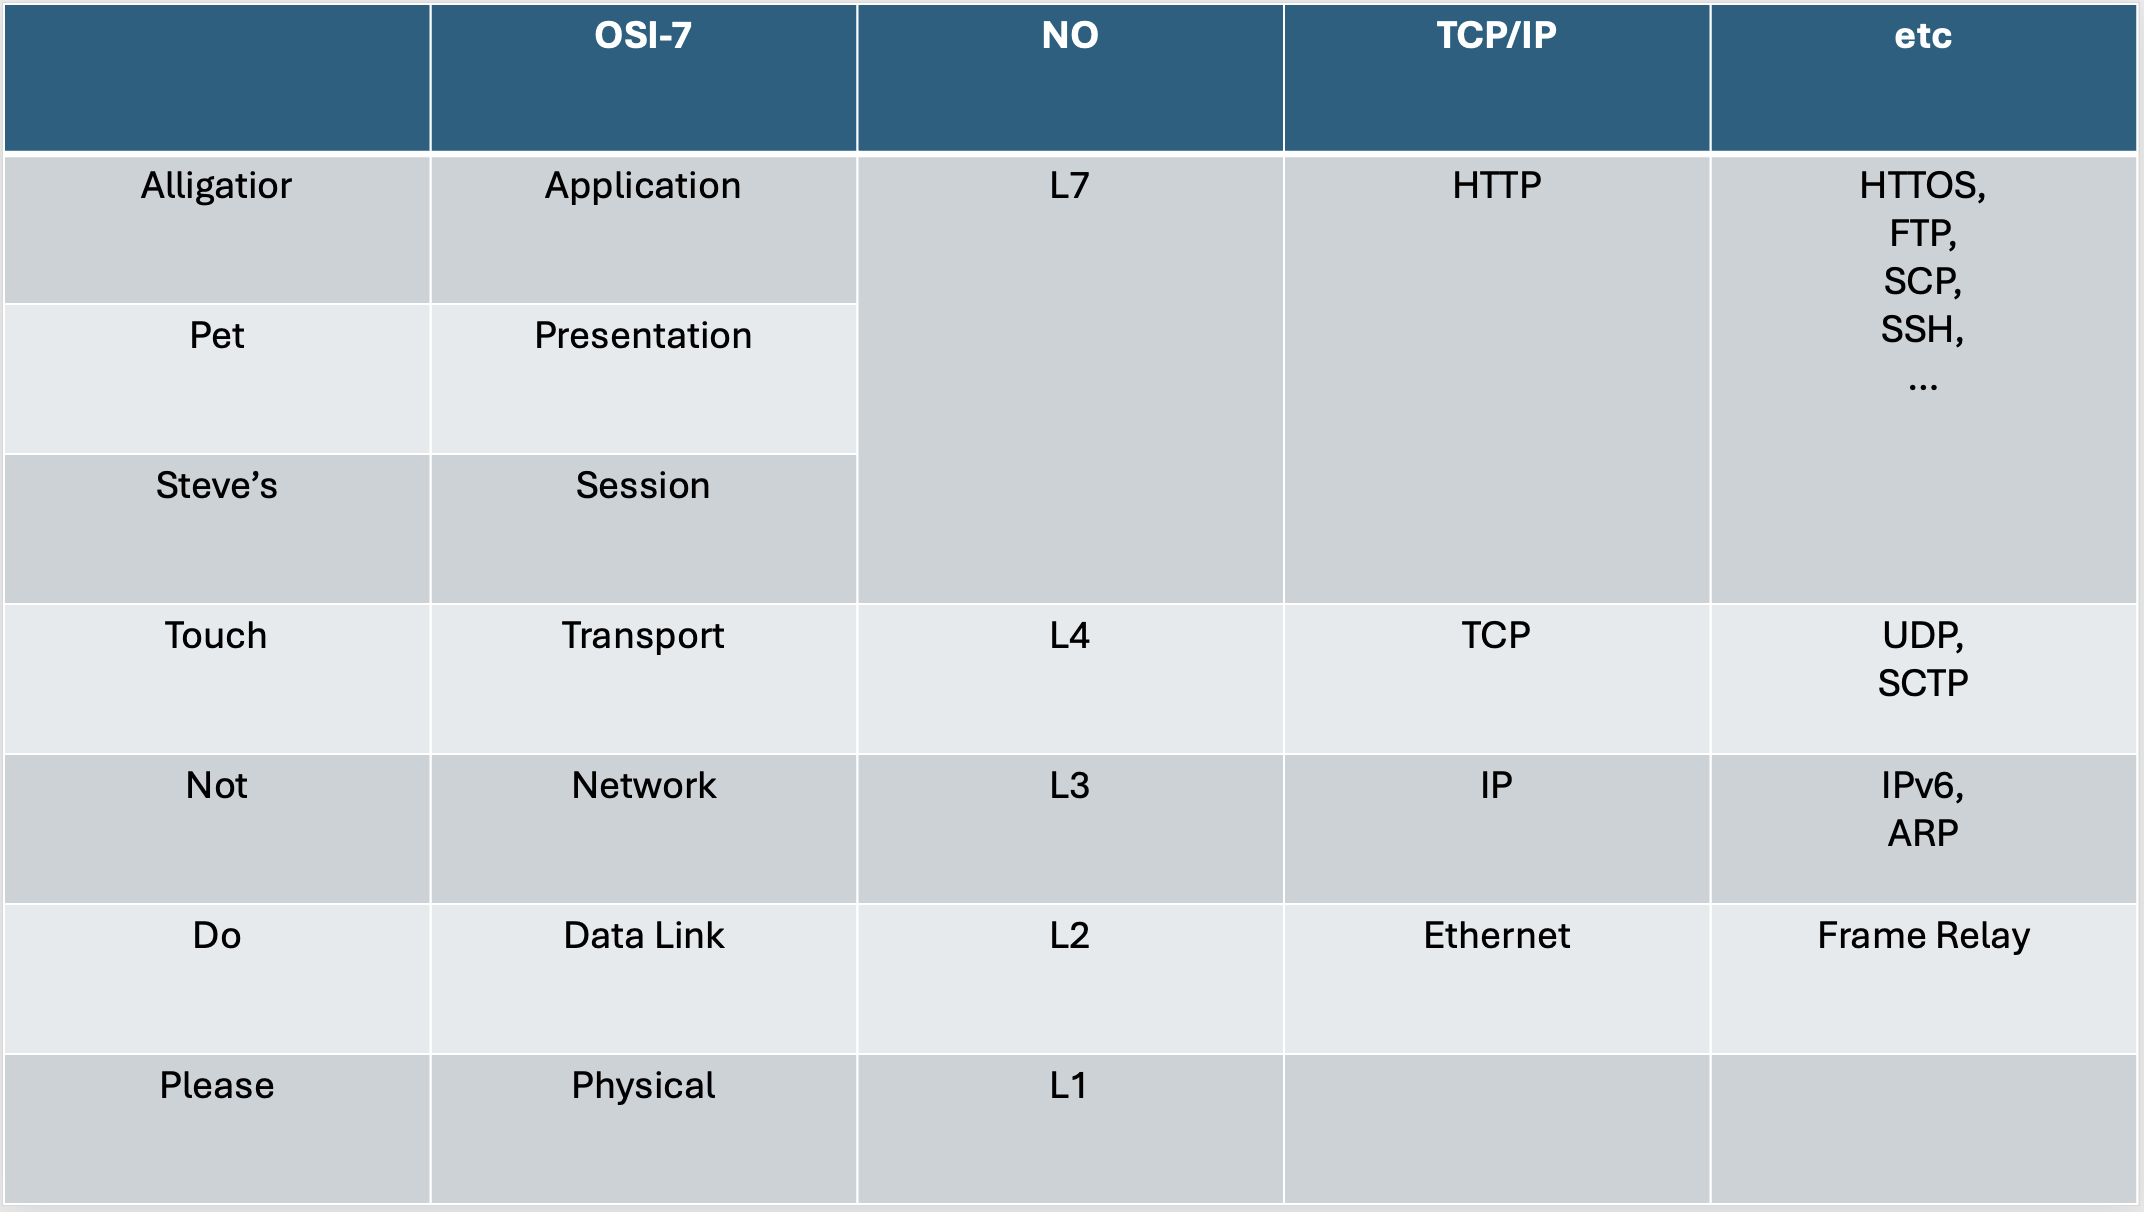 OSI-7 NO TCP/IP etc
Alligatior Application L7 HTTP HTTOS,
FTP,
SCP,
SSH,
...
Pet Presentation
Steve’s Session
Touch Transport L4 TCP UDP,
SCTP
Not Network L3 IP IPv6,
ARP
Do Data Link L2 Ethernet Frame Relay
Please Physical L1